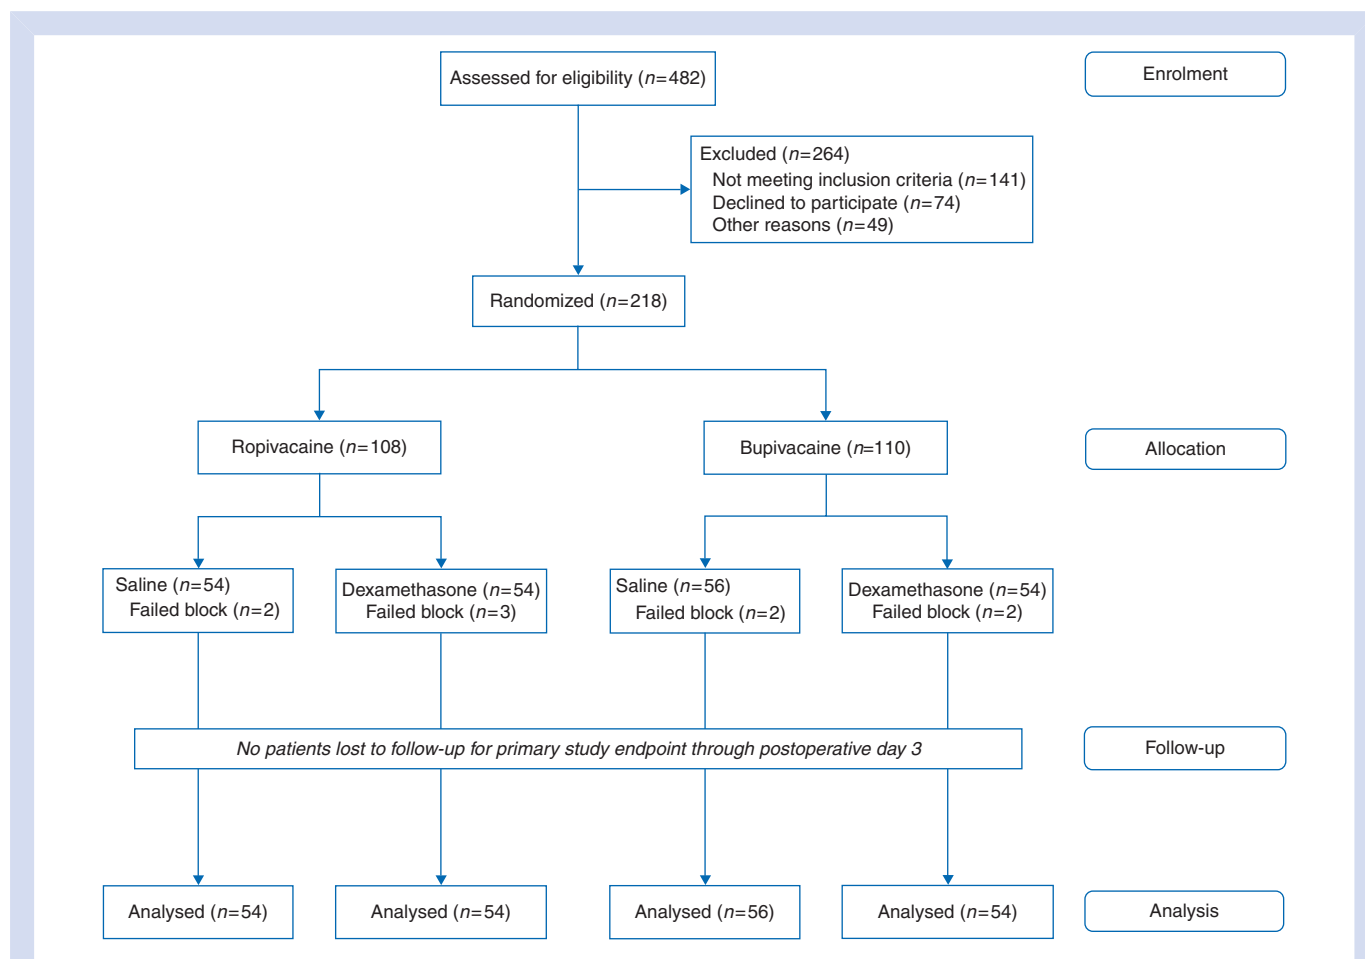 Assessed for eligibility (n=482)
Enrolment
Excluded (n=264)
Not meeting inclusion criteria (n=141)
Declined to participate (n=74)
Other reasons (n=49)
Randomized (n=218)
Ropivacaine (n=108)
Bupivacaine (n=110)
Allocation
Saline (n=54)
Failed block (n=2)
Dexamethasone (n=54)
Failed block (n=3)
Saline (n=56)
Failed block (n=2)
Dexamethasone (n=54)
Failed block (n=2)
No patients lost to follow-up for primary study endpoint through postoperative day 3
Follow-up
Analysed (n=54)
Analysed (n=54)
Analysed (n=56)
Analysed (n=54)
Analysis